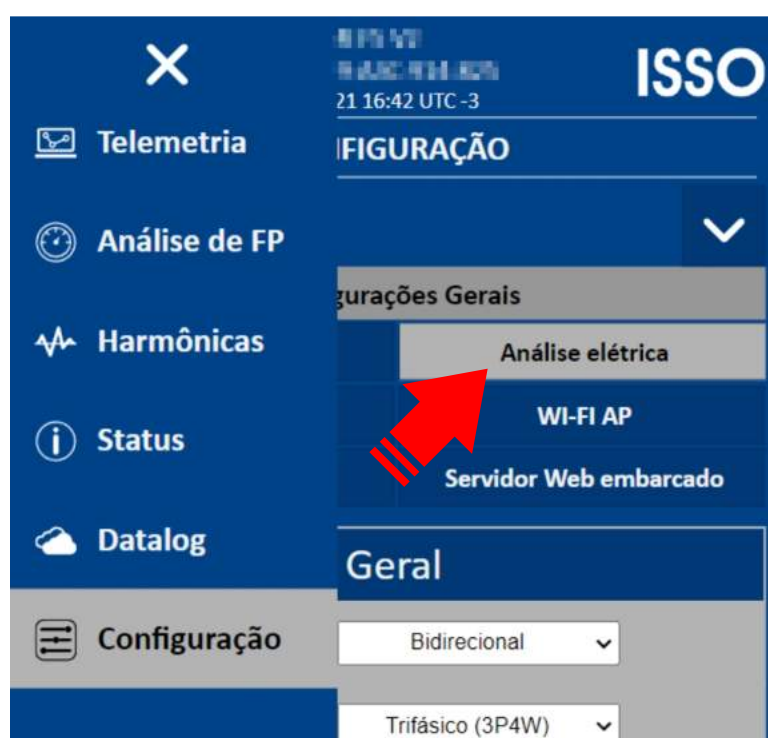 ISSO
21 16:42 UTC -3
Telemetria
IFIGURAÇÃO
Análise de FP
gurações Gerais
Harmônicas
Análise elétrica
WI-FI AP
Status
Servidor Web embarcado
Datalog
Geral
Configuração
Bidirecional
Trifásico (3P4W)